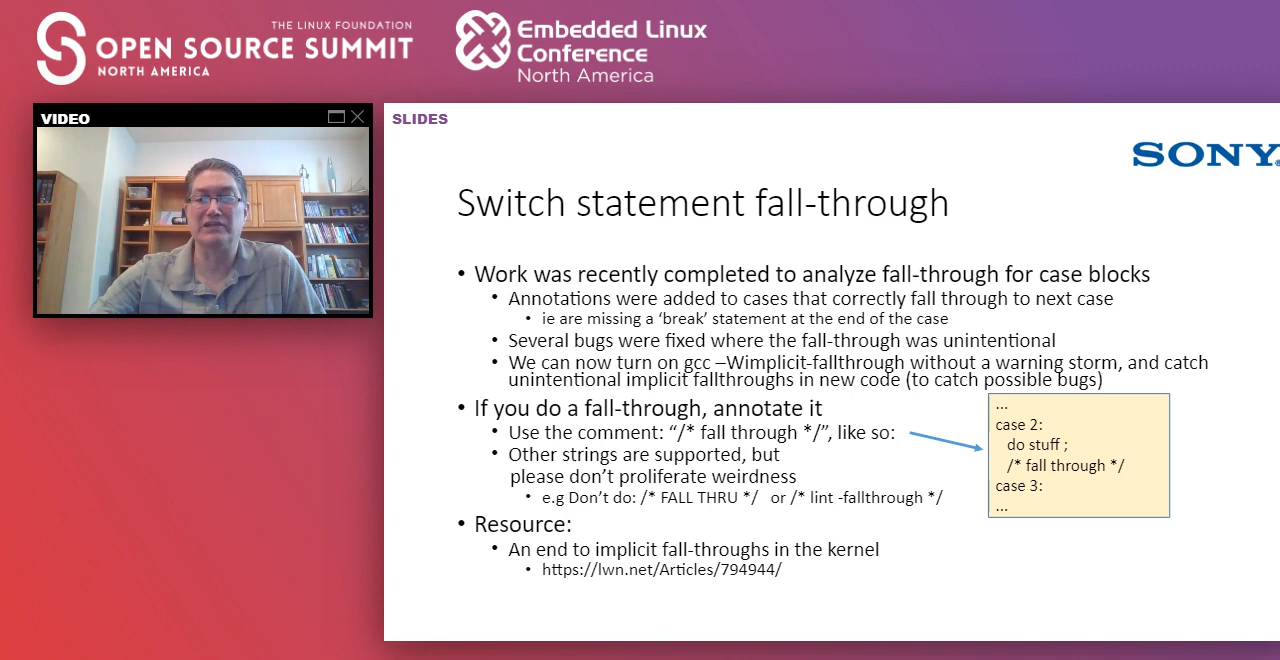 THE LINUX FOUNDATION
OPEN SOURCE SUMMIT
NORTH AMERICA
Embedded Linux
Conference
North America
VIDEO
SLIDES
SONY
Switch statement fall-through
• Work was recently completed to analyze fall-through for case blocks
• Annotations were added to cases that correctly fall through to next case
• ie are missing a ‘break’ statement at the end of the case
• Several bugs were fixed where the fall-through was unintentional
• We can now turn on gcc –Wimplicit-fallthrough without a warning storm, and catch
unintentional implicit fallthroughs in new code (to catch possible bugs)
• If you do a fall-through, annotate it
• Use the comment: “/* fall through */”, like so:
• Other strings are supported, but
please don’t proliferate weirdness
• e.g Don’t do: /* FALL THRU */ or /* lint -fallthrough */
...
case 2:
do stuff ;
/* fall through */
case 3:
...
• Resource:
• An end to implicit fall-throughs in the kernel
• https://lwn.net/Articles/794944/